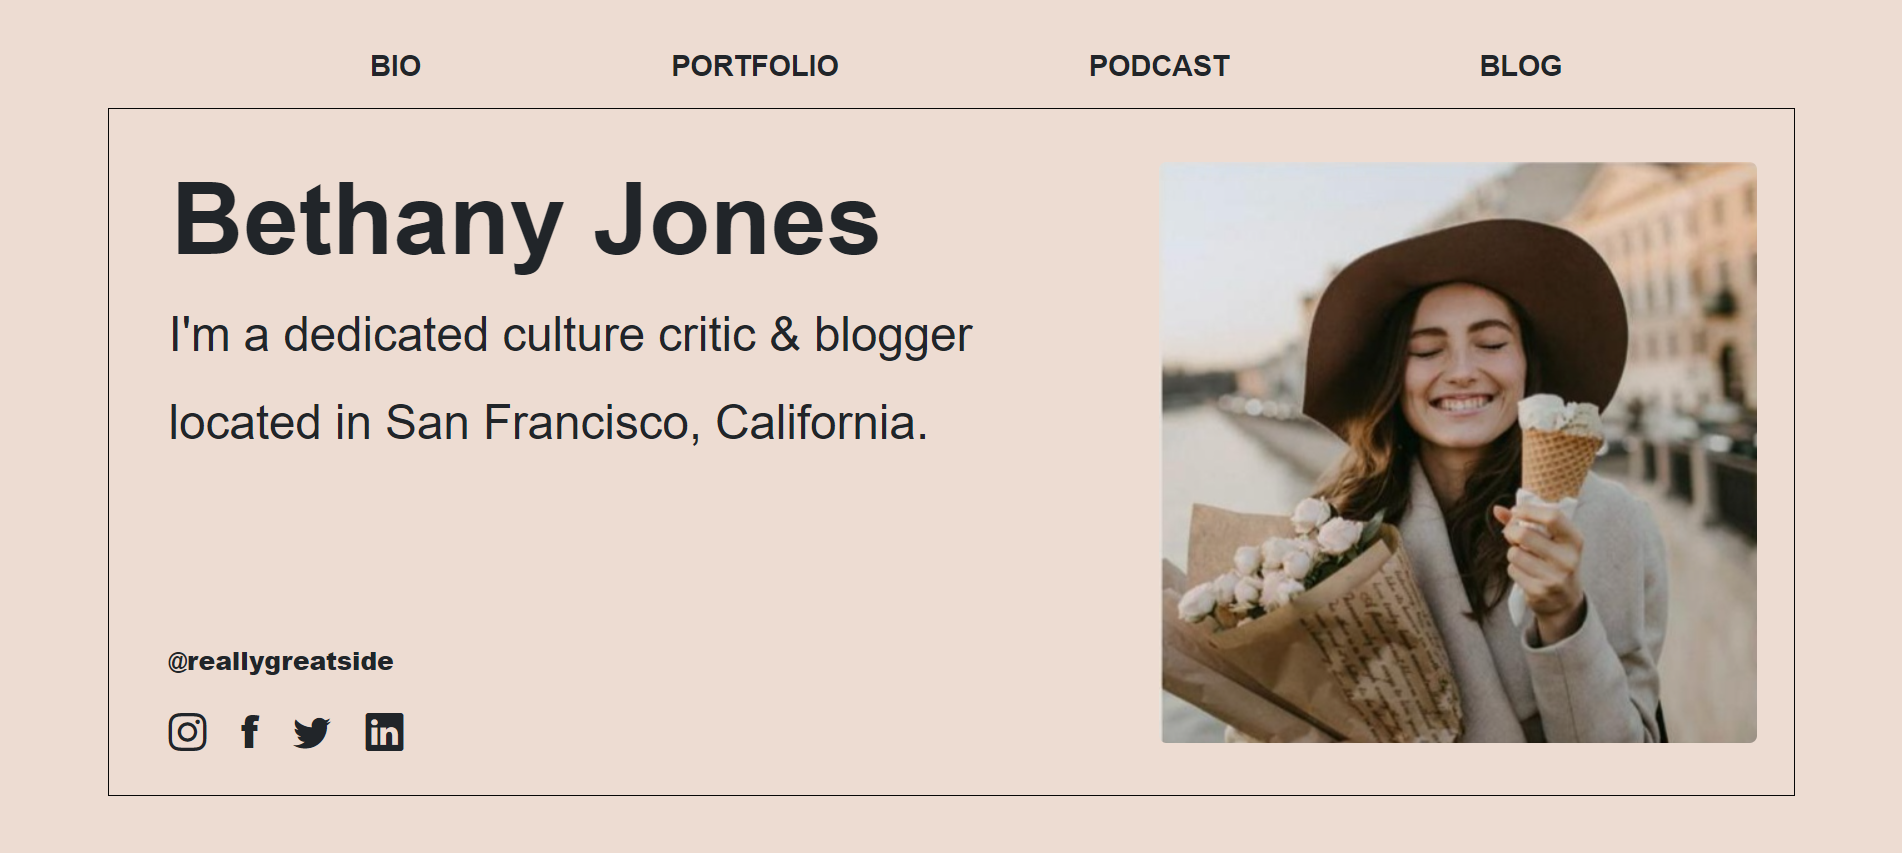 BIO PORTFOLIO PODCAST BLOG
Bethany Jones
I'm a dedicated culture critic & blogger
located in San Francisco, California.
@reallygreatside